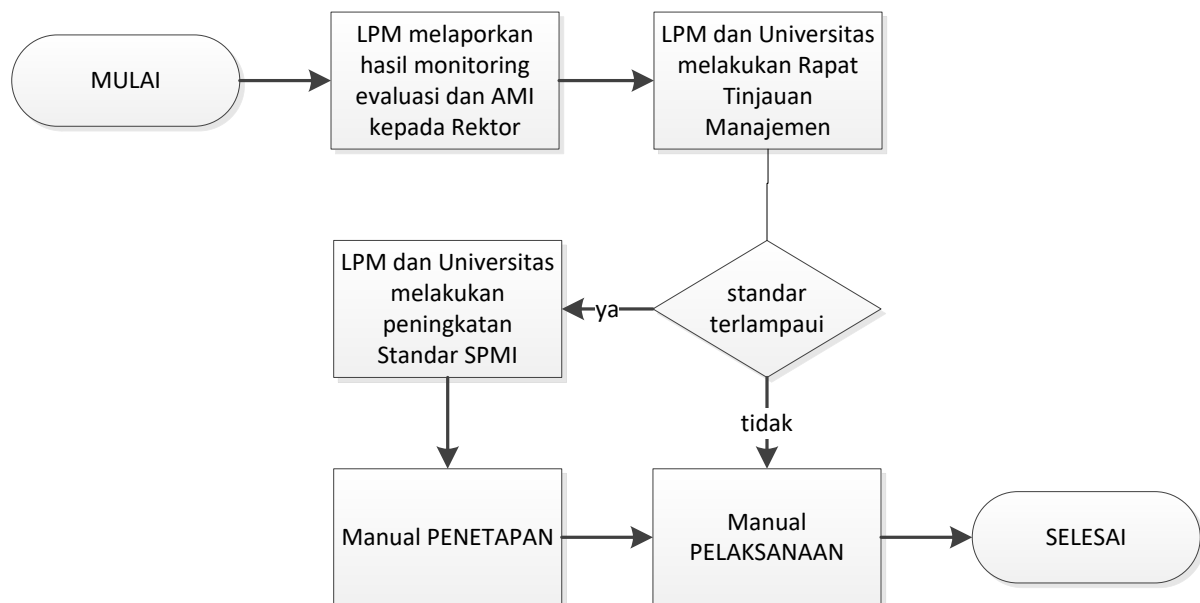 MULAI
LPM melaporkan
hasil monitoring
evaluasi dan AMI
kepada Rektor
LPM dan Universitas
melakukan Rapat
Tinjauan
Manajemen
standar
terlampaui
ya
LPM dan Universitas
melakukan
peningkatan
Standar SPMI
tidak
Manual PENETAPAN
Manual
PELAKSANAAN
SELESAI